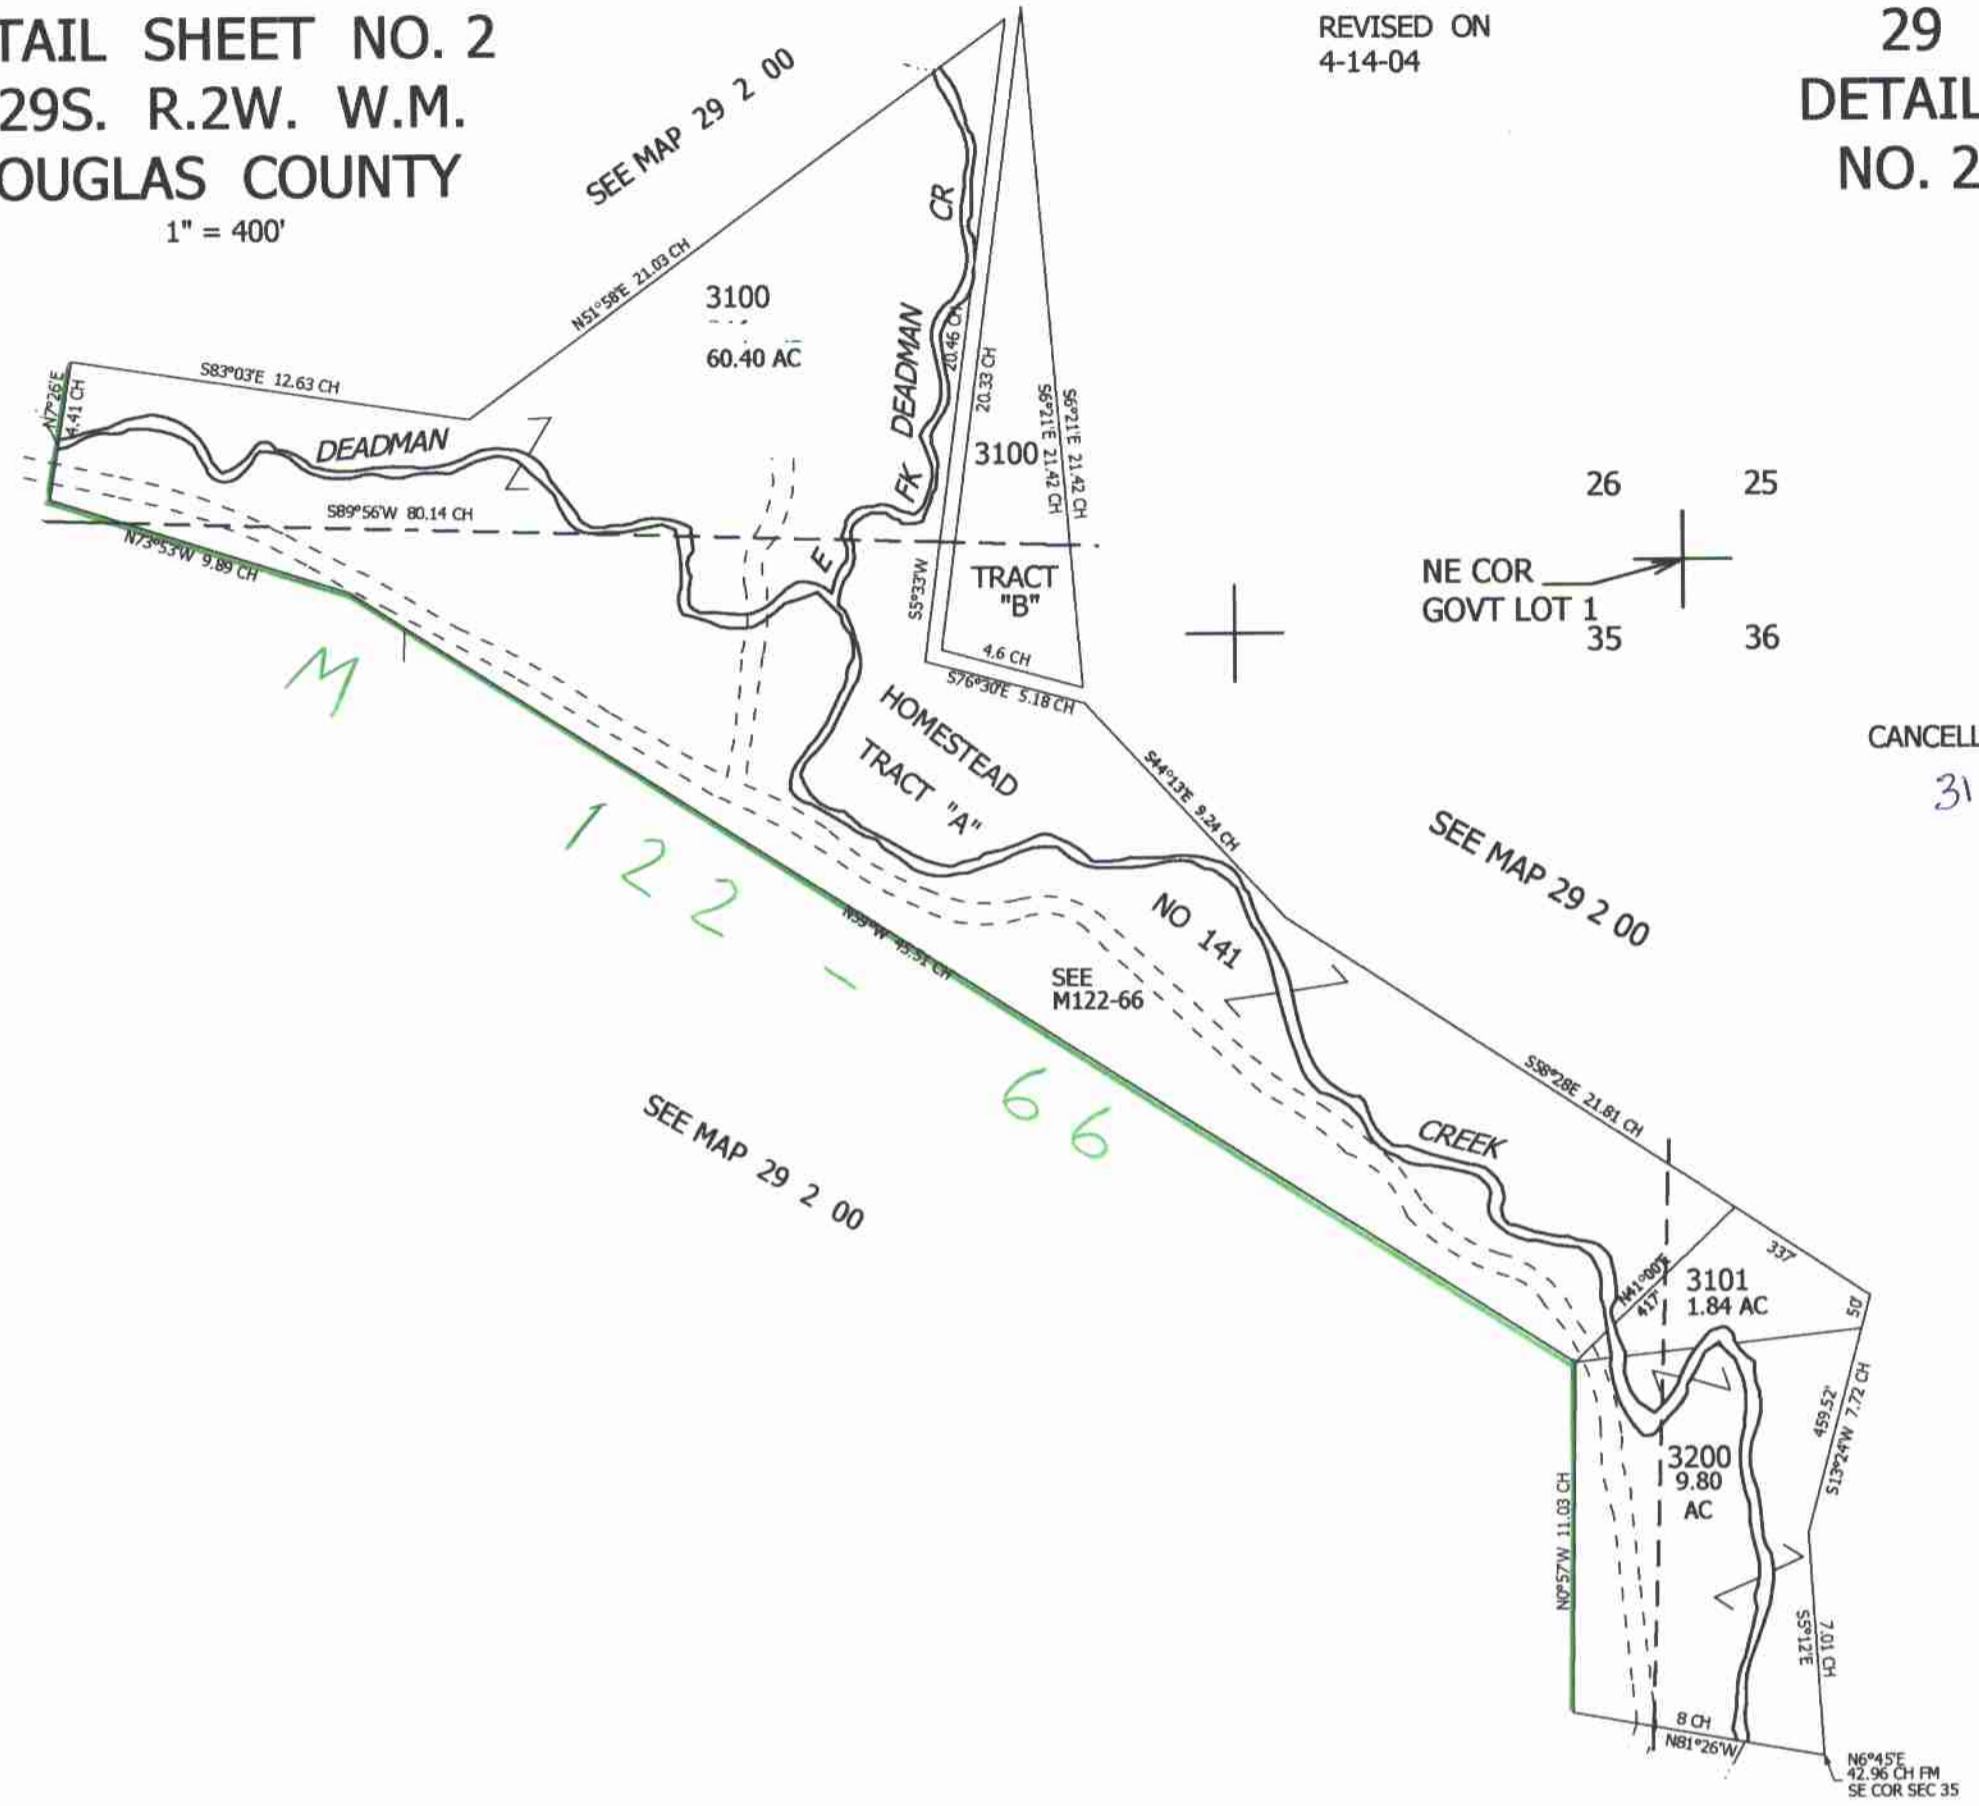 TAIL SHEET NO. 2
29S. R.2W. W.M.
OUGLAS COUNTY
1" = 400'
REVISED ON
4-14-04
29
DETAIL
NO. 2
SEE MAP 29 2 00
N51°58'E 21.03 CH
3100
60.40 AC
CR
DEADMAN
FK
E
20.46 CH
20.33 CH
S6°21'E 21.42 CH
S6°21'E 21.42 CH
3100
N7°26'E
4.41 CH
S83°03'E 12.63 CH
DEADMAN
S89°56'W 80.14 CH
N73°53'W 9.89 CH
S5°33'W
TRACT
"B"
4.6 CH
S76°30'E 5.18 CH
26 25
NE COR
GOVT LOT 1
35 36
CANCELL
31
M 122 - 66
HOMESTEAD
TRACT "A"
S44°13'E 9.24 CH
SEE MAP 29 2 00
NO 141
N59°W 45.51 CH
SEE
M122-66
S58°28E 21.81 CH
SEE MAP 29 2 00
CREEK
337'
N41°00'E
417'
3101
1.84 AC
50'
459.52'
S13°24'W 7.72 CH
3200
9.80
AC
N0°57'W 11.03 CH
S5°12'E
7.01 CH
8 CH
N81°26'W
N6°45'E
42.96 CH FM
SE COR SEC 35